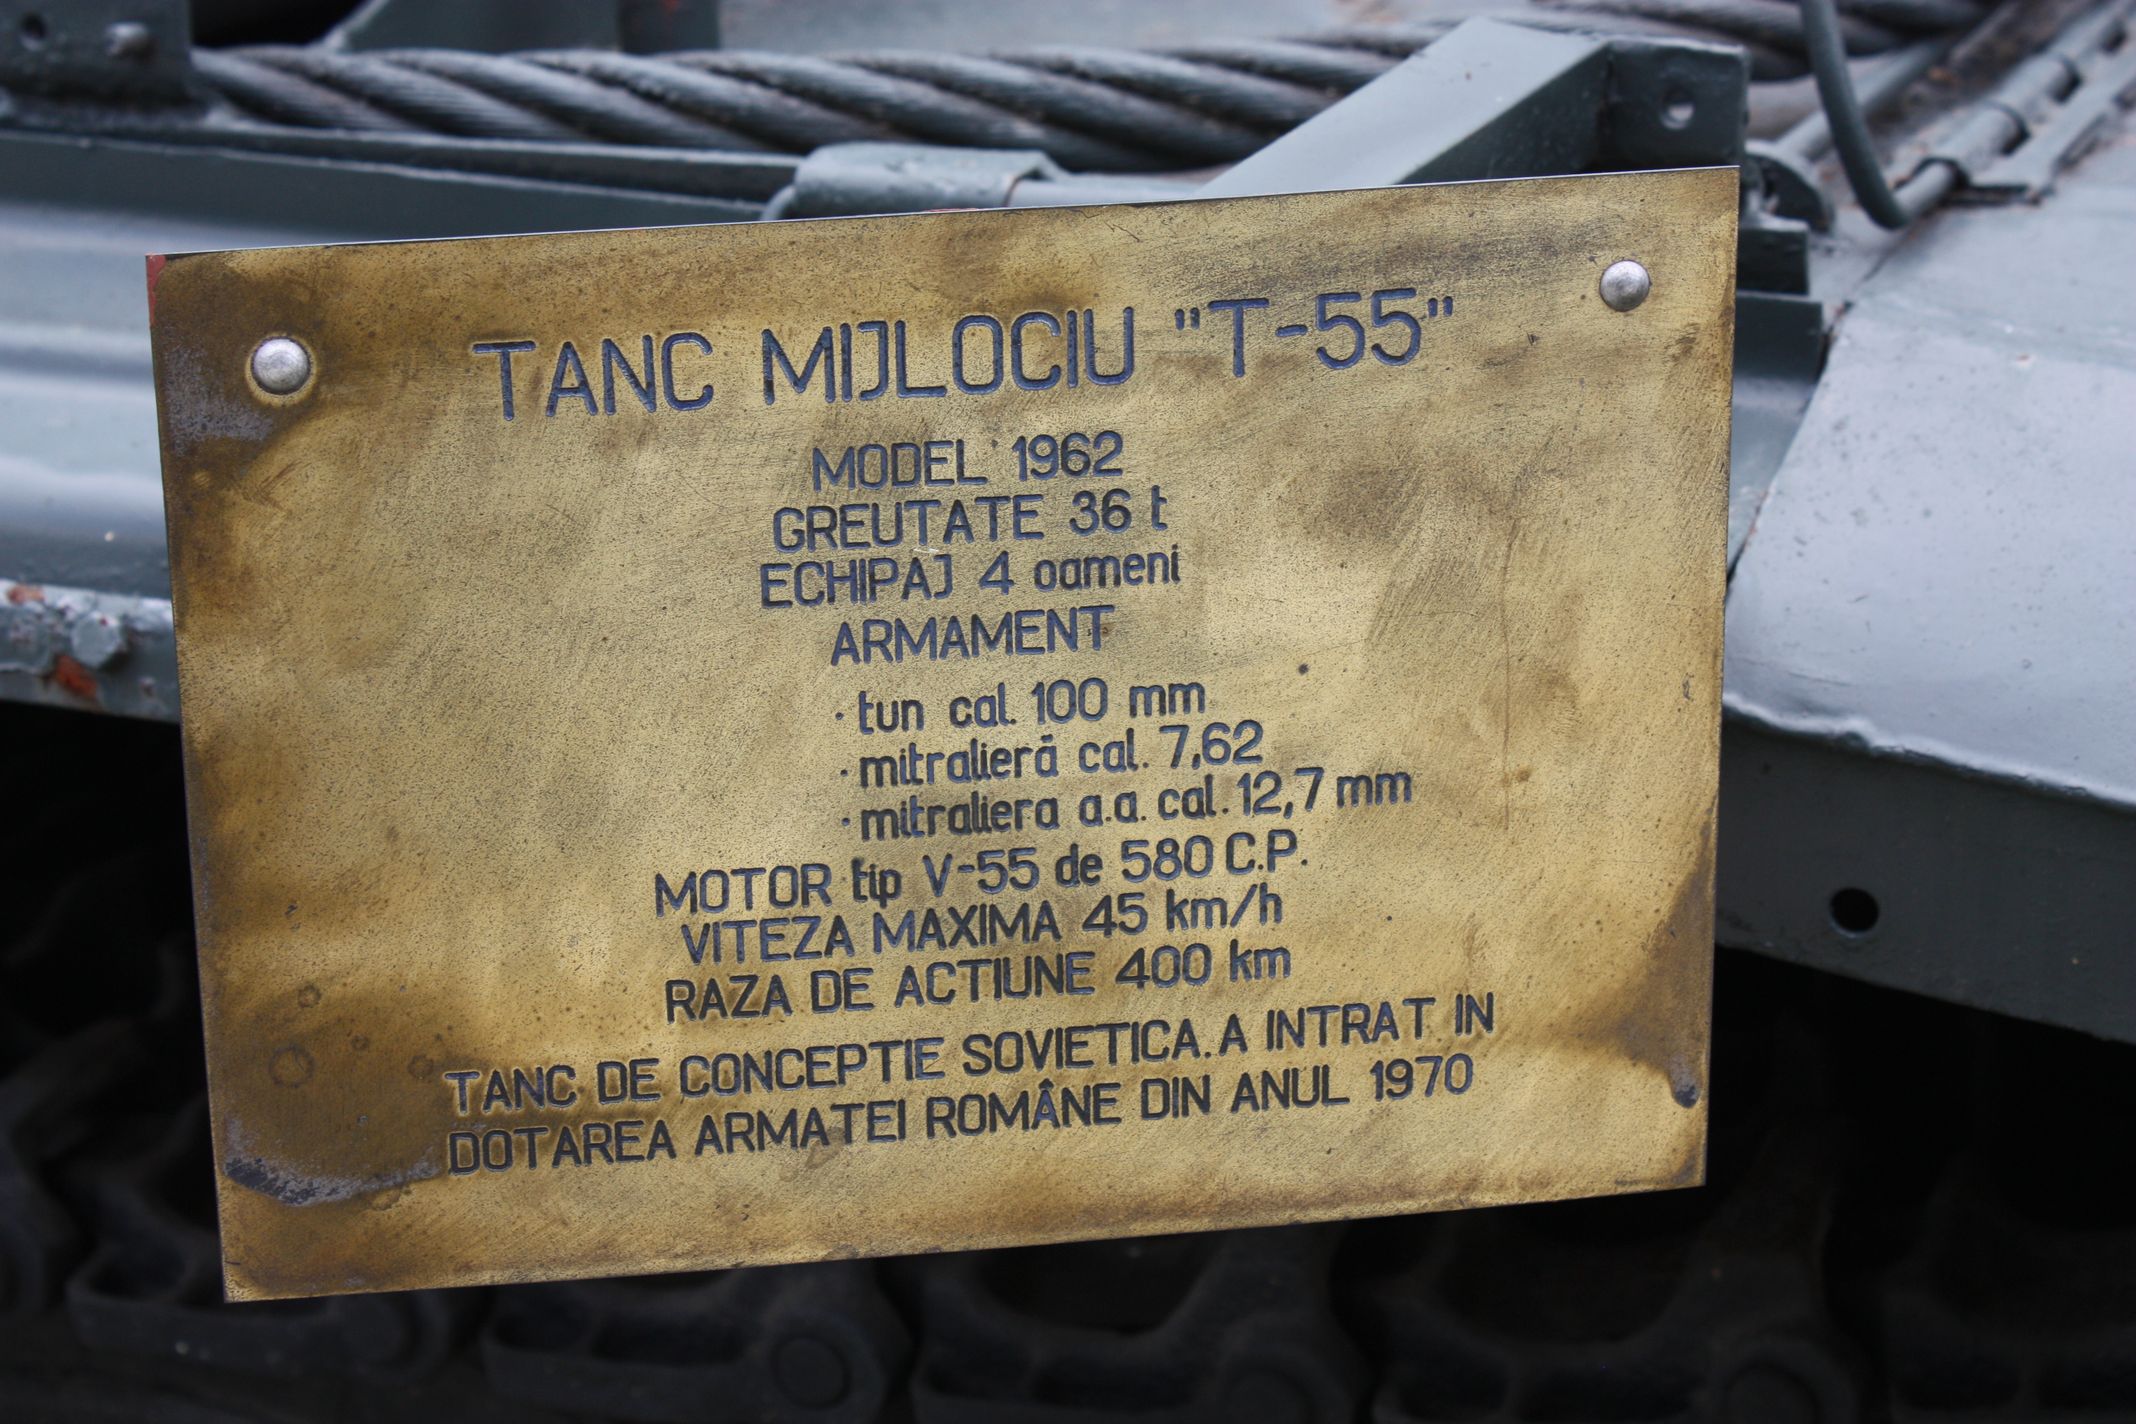 TANC MIJLOCIU "T-55"
MODEL 1962
GREUTATE 36 t
ECHIPAJ 4 oameni
ARMAMENT
· tun cal. 100 mm
· mitralieră cal. 7,62
· mitraliera a.a. cal. 12,7 mm
MOTOR tip V-55 de 580 C.P.
VITEZA MAXIMA 45 km/h
RAZA DE ACTIUNE 400 km
TANC DE CONCEPTIE SOVIETICA. A INTRAT IN
DOTAREA ARMATEI ROMÂNE DIN ANUL 1970